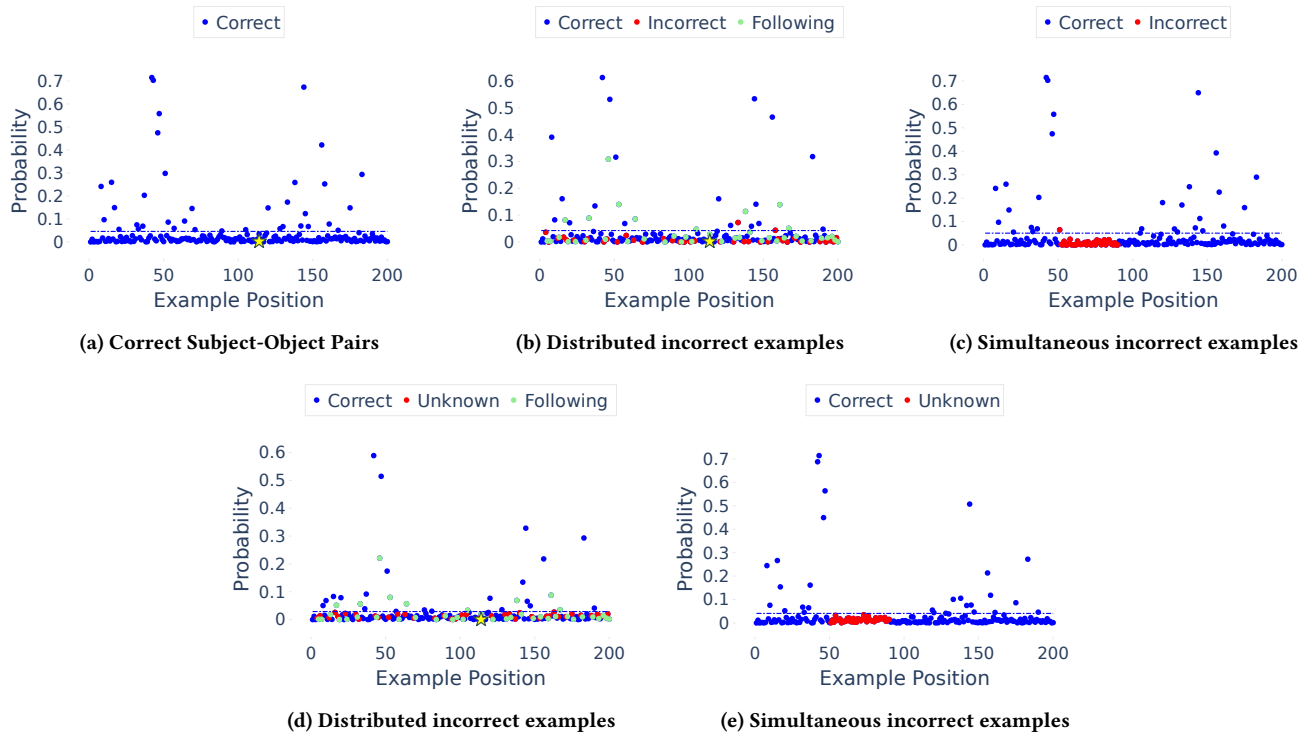 Correct
Probability
0.7
0.6
0.5
0.4
0.3
0.2
0.1
0
0 50 100 150 200
Example Position
(a) Correct Subject-Object Pairs
Correct Incorrect Following
Probability
0.6
0.5
0.4
0.3
0.2
0.1
0
0 50 100 150 200
Example Position
(b) Distributed incorrect examples
Correct Incorrect
Probability
0.7
0.6
0.5
0.4
0.3
0.2
0.1
0
0 50 100 150 200
Example Position
(c) Simultaneous incorrect examples
Correct Unknown Following
Probability
0.6
0.5
0.4
0.3
0.2
0.1
0
0 50 100 150 200
Example Position
(d) Distributed incorrect examples
Correct Unknown
Probability
0.7
0.6
0.5
0.4
0.3
0.2
0.1
0
0 50 100 150 200
Example Position
(e) Simultaneous incorrect examples